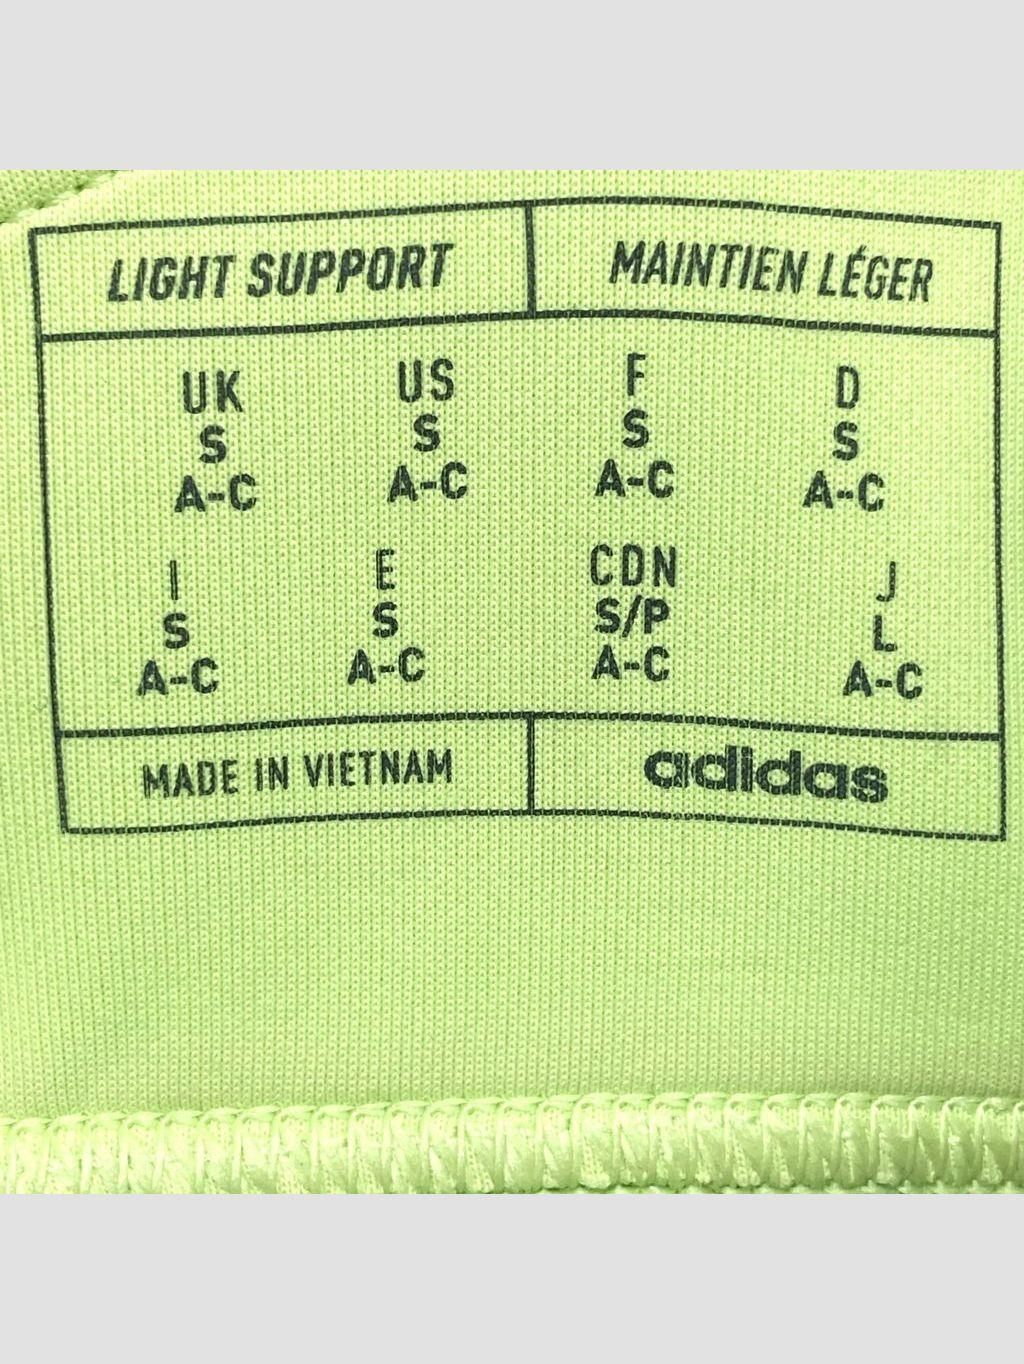 LIGHT SUPPORT MAINTIEN LÉGER
UK US F D
S S S S
A-C A-C A-C A-C
I E CDN J
S S S/P L
A-C A-C A-C A-C
MADE IN VIETNAM adidas